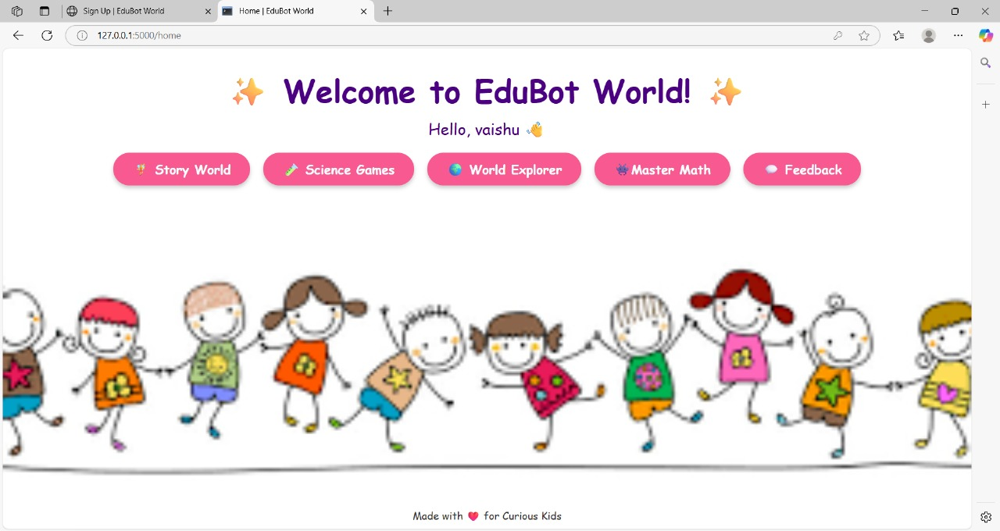 Sign Up | EduBot World
Home | EduBot World
127.0.0.1:5000/home
✨ Welcome to EduBot World! ✨
Hello, vaishu 👋
Story World
Science Games
🌍 World Explorer
👾Master Math
💬 Feedback
Made with ❤️ for Curious Kids